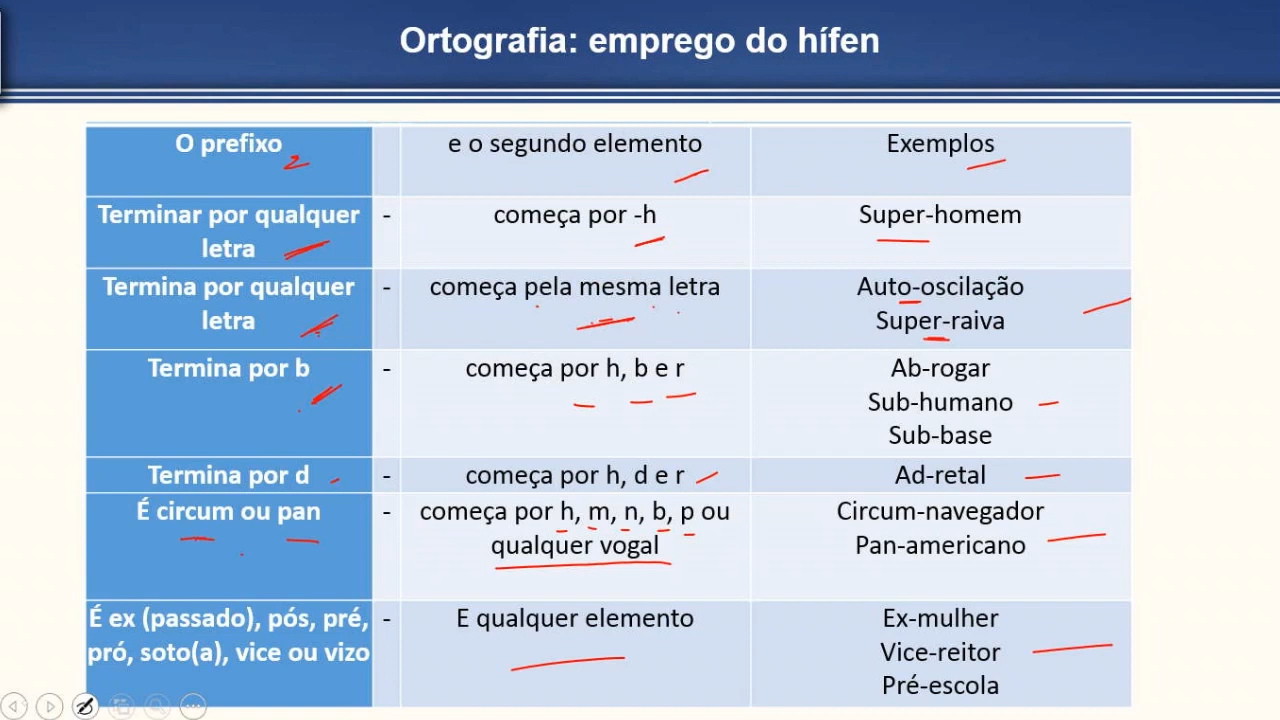 Ortografia: emprego do hífen
O prefixo
e o segundo elemento
Exemplos
Terminar por qualquer
letra
-
começa por -h
Super-homem
Termina por qualquer
letra
-
começa pela mesma letra
Auto-oscilação
Super-raiva
Termina por b
-
começa por h, b e r
Ab-rogar
Sub-humano
Sub-base
Termina por d
-
começa por h, d e r
Ad-retal
É circum ou pan
-
começa por h, m, n, b, p ou
qualquer vogal
Circum-navegador
Pan-americano
É ex (passado), pós, pré,
pró, soto(a), vice ou vizo
-
E qualquer elemento
Ex-mulher
Vice-reitor
Pré-escola